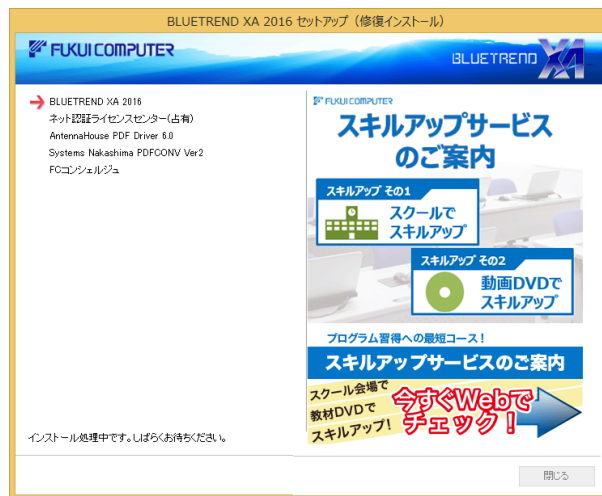 BLUETREND XA 2016 セットアップ（修復インストール）
FUKUI COMPUTER
BLUETREND XA
BLUETREND XA 2016
ネット認証ライセンスセンター(占有)
AntennaHouse PDF Driver 6.0
Systems Nakashima PDFCONV Ver2
FCコンシェルジュ
インストール処理中です。しばらくお待ちください。
FUKUI COMPUTER
スキルアップサービス
のご案内
スキルアップ その1
スクールで
スキルアップ
スキルアップ その2
動画DVDで
スキルアップ
プログラム習得への最短コース！
スキルアップサービスのご案内
スクール会場で
教材DVDで
スキルアップ!
今すぐWebで
チェック！
閉じる